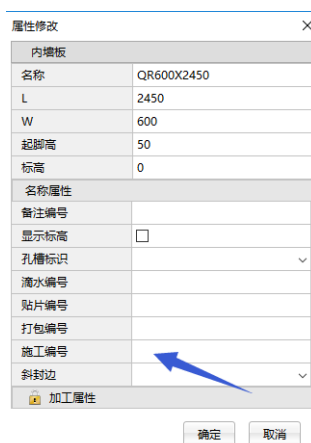 属性修改
内墙板
名称 QR600X2450
L 2450
W 600
起脚高 50
标高 0
名称属性
备注编号
显示标高
孔槽标识
滴水编号
贴片编号
打包编号
施工编号
斜封边
加工属性
确定 取消